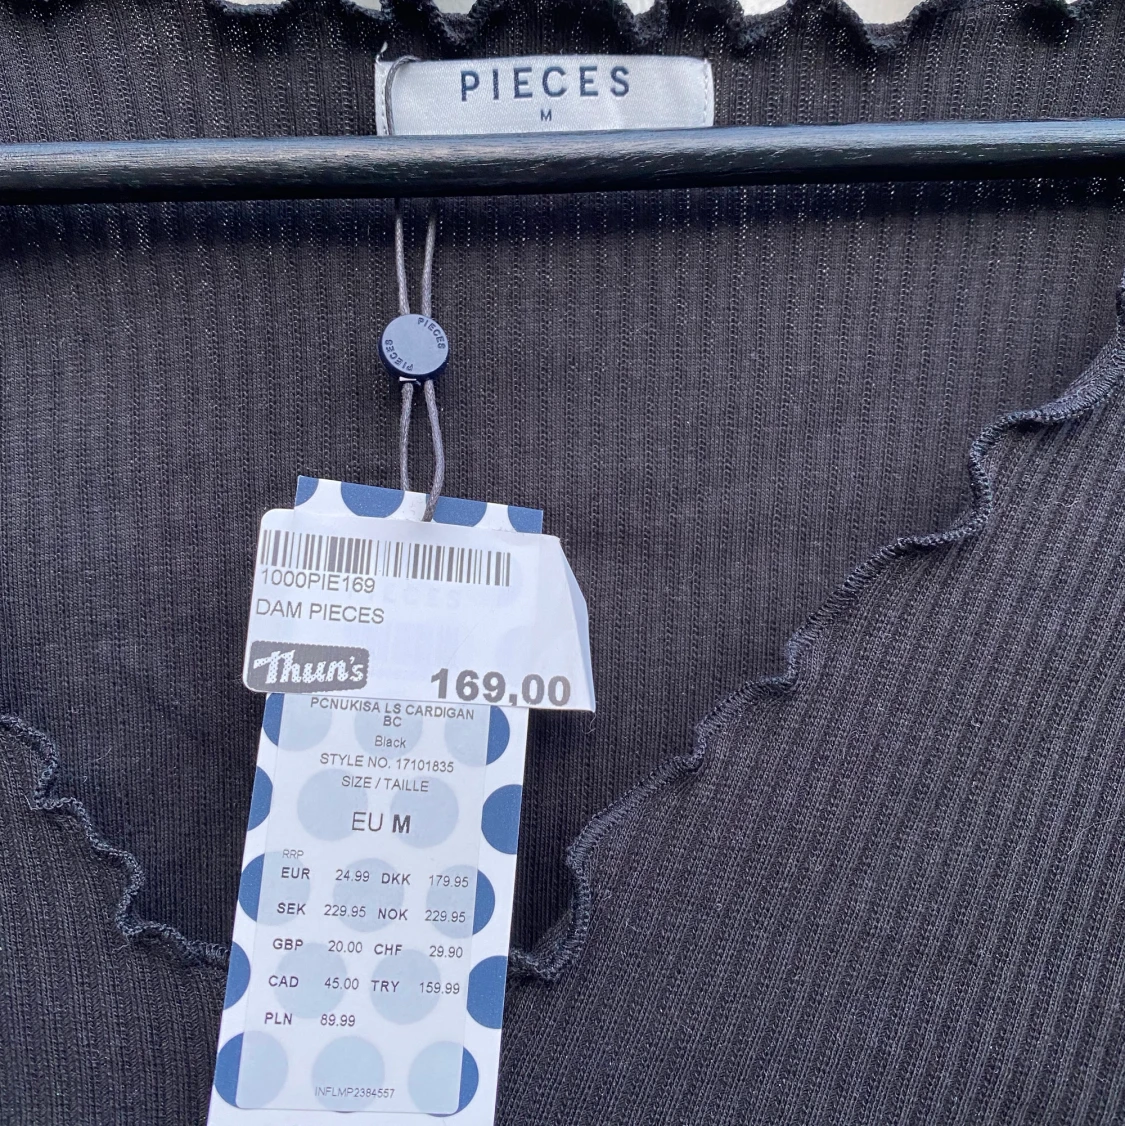 PIECES
M
PIECES
PIECES
1000PIE169
DAM PIECES
Thun's
169,00
PCNUKISA LS CARDIGAN
BC
Black
STYLE NO. 17101835
SIZE / TAILLE
EU M
RRP
EUR 24.99 DKK 179.95
SEK 229.95 NOK 229.95
GBP 20.00 CHF 29.90
CAD 45.00 TRY 159.99
PLN 89.99
INFLMP2384557